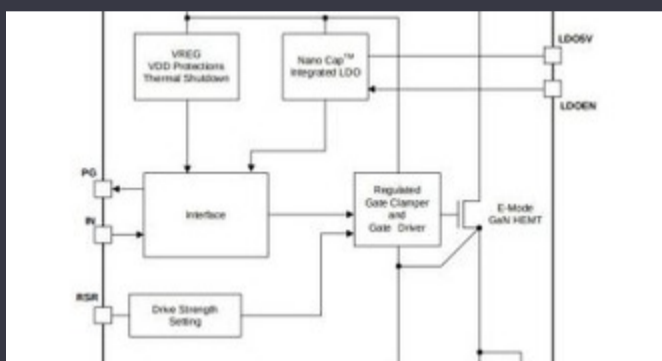 LDO5V
VREG
VDD Protections
Thermal Shutdown
Nano Cap™
Integrated LDO
LDOEN
PG
Interface
Regulated
Gate Clamper
and
Gate Driver
E-Mode
GaN HEMT
IN
RSR
Drive Strength
Setting